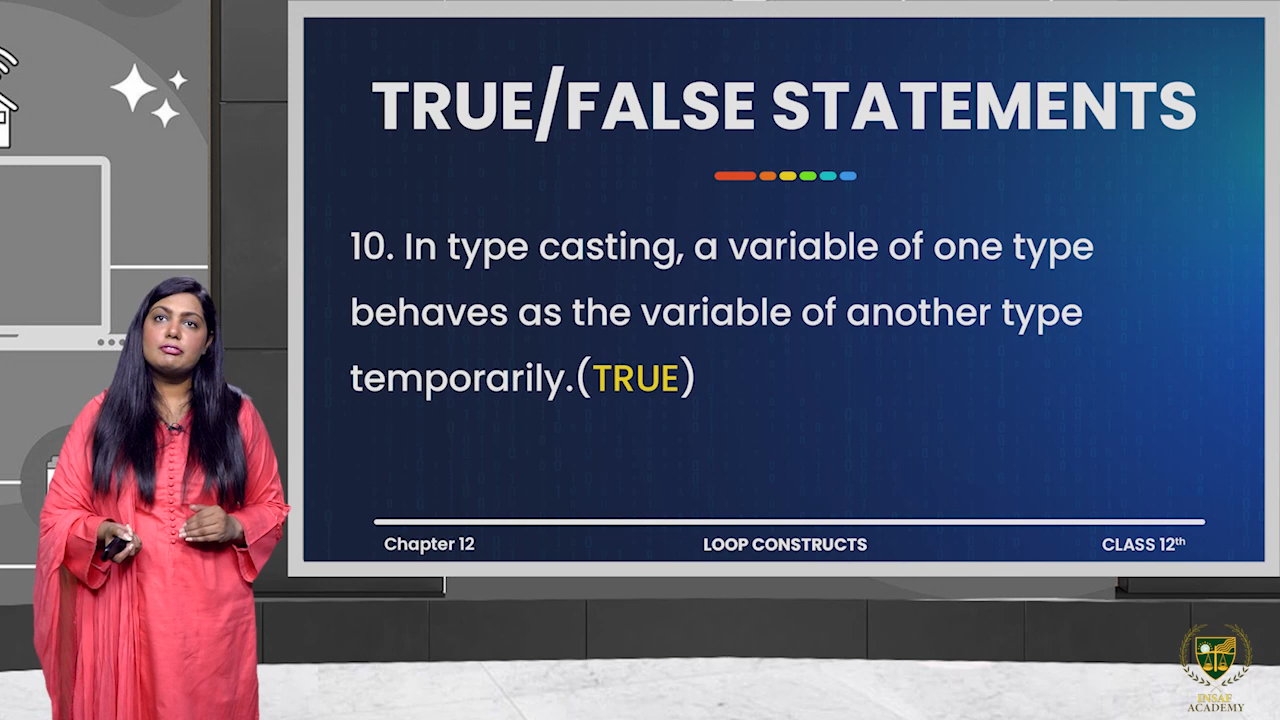 TRUE/FALSE STATEMENTS
10. In type casting, a variable of one type
behaves as the variable of another type
temporarily.(TRUE)
Chapter 12 LOOP CONSTRUCTS CLASS 12th
INSAF
ACADEMY